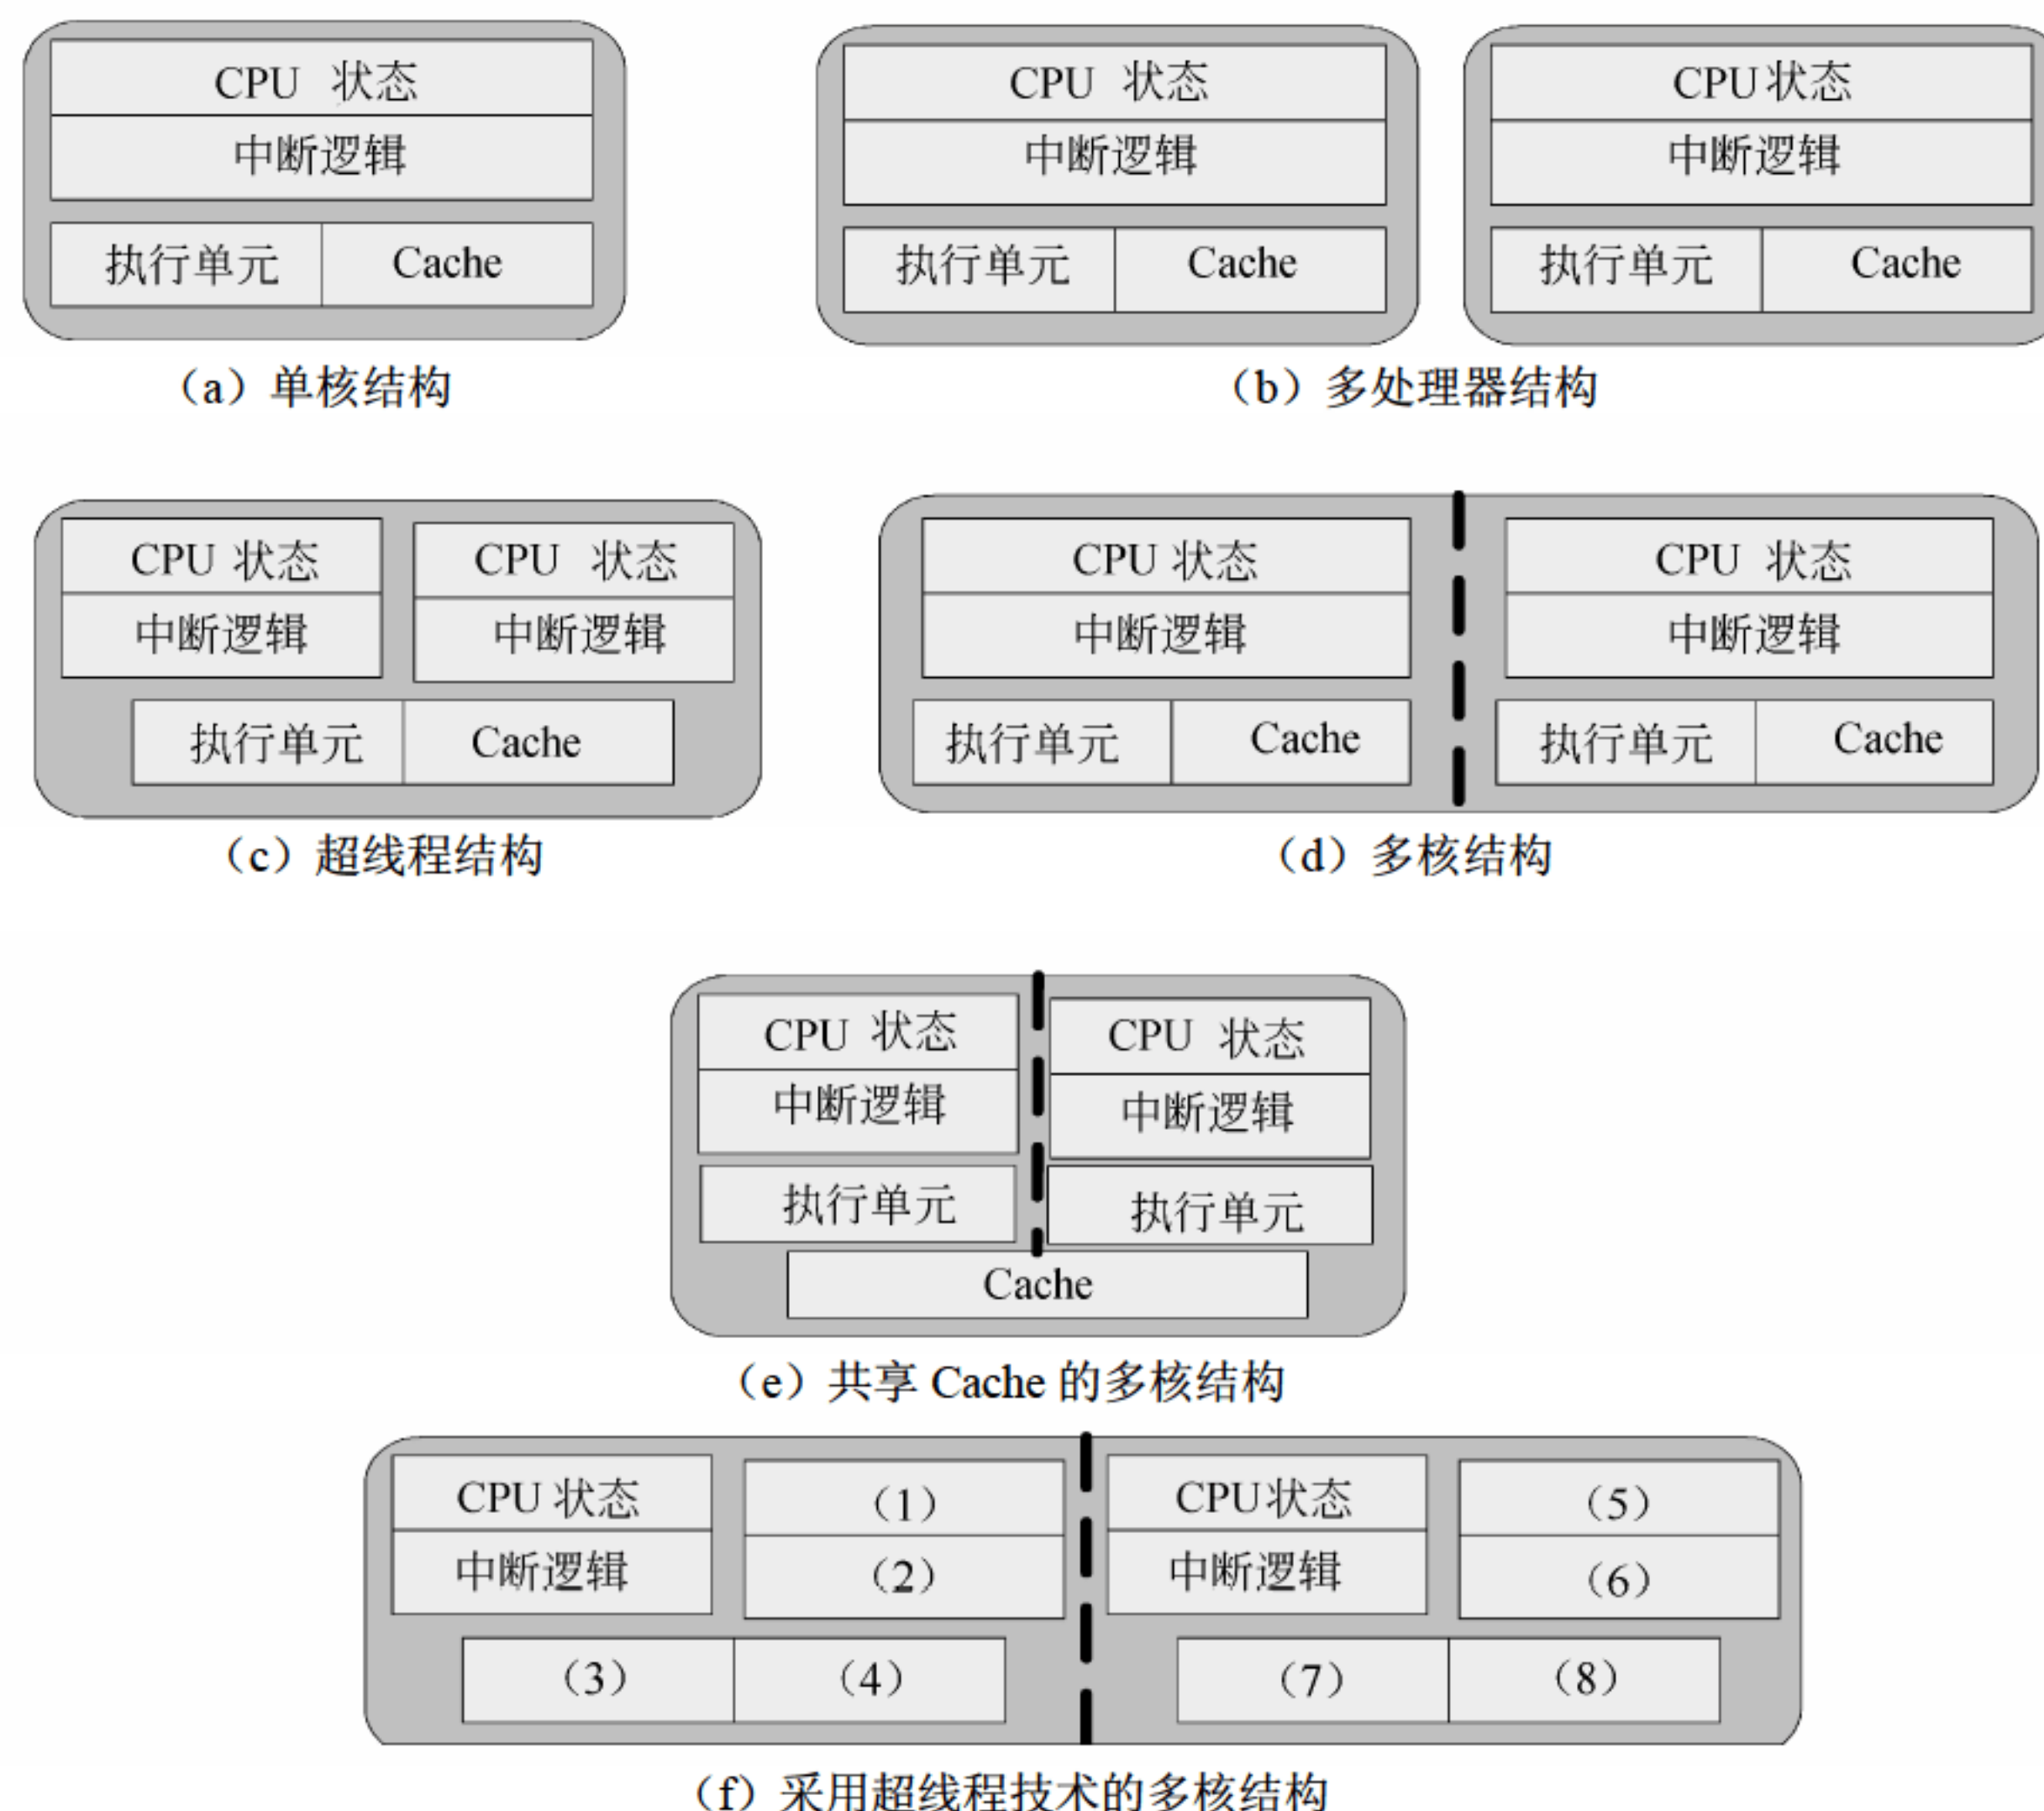 CPU 状态
中断逻辑
执行单元 Cache
(a) 单核结构
CPU 状态
中断逻辑
执行单元 Cache
CPU状态
中断逻辑
执行单元 Cache
(b) 多处理器结构
CPU 状态
中断逻辑
CPU 状态
中断逻辑
执行单元 Cache
(c) 超线程结构
CPU 状态
中断逻辑
执行单元 Cache
CPU 状态
中断逻辑
执行单元 Cache
(d) 多核结构
CPU 状态
中断逻辑
执行单元
CPU 状态
中断逻辑
执行单元
Cache
(e) 共享 Cache 的多核结构
CPU 状态
中断逻辑
(1)
(2)
(3) (4)
CPU状态
中断逻辑
(5)
(6)
(7) (8)
(f) 采用超线程技术的多核结构